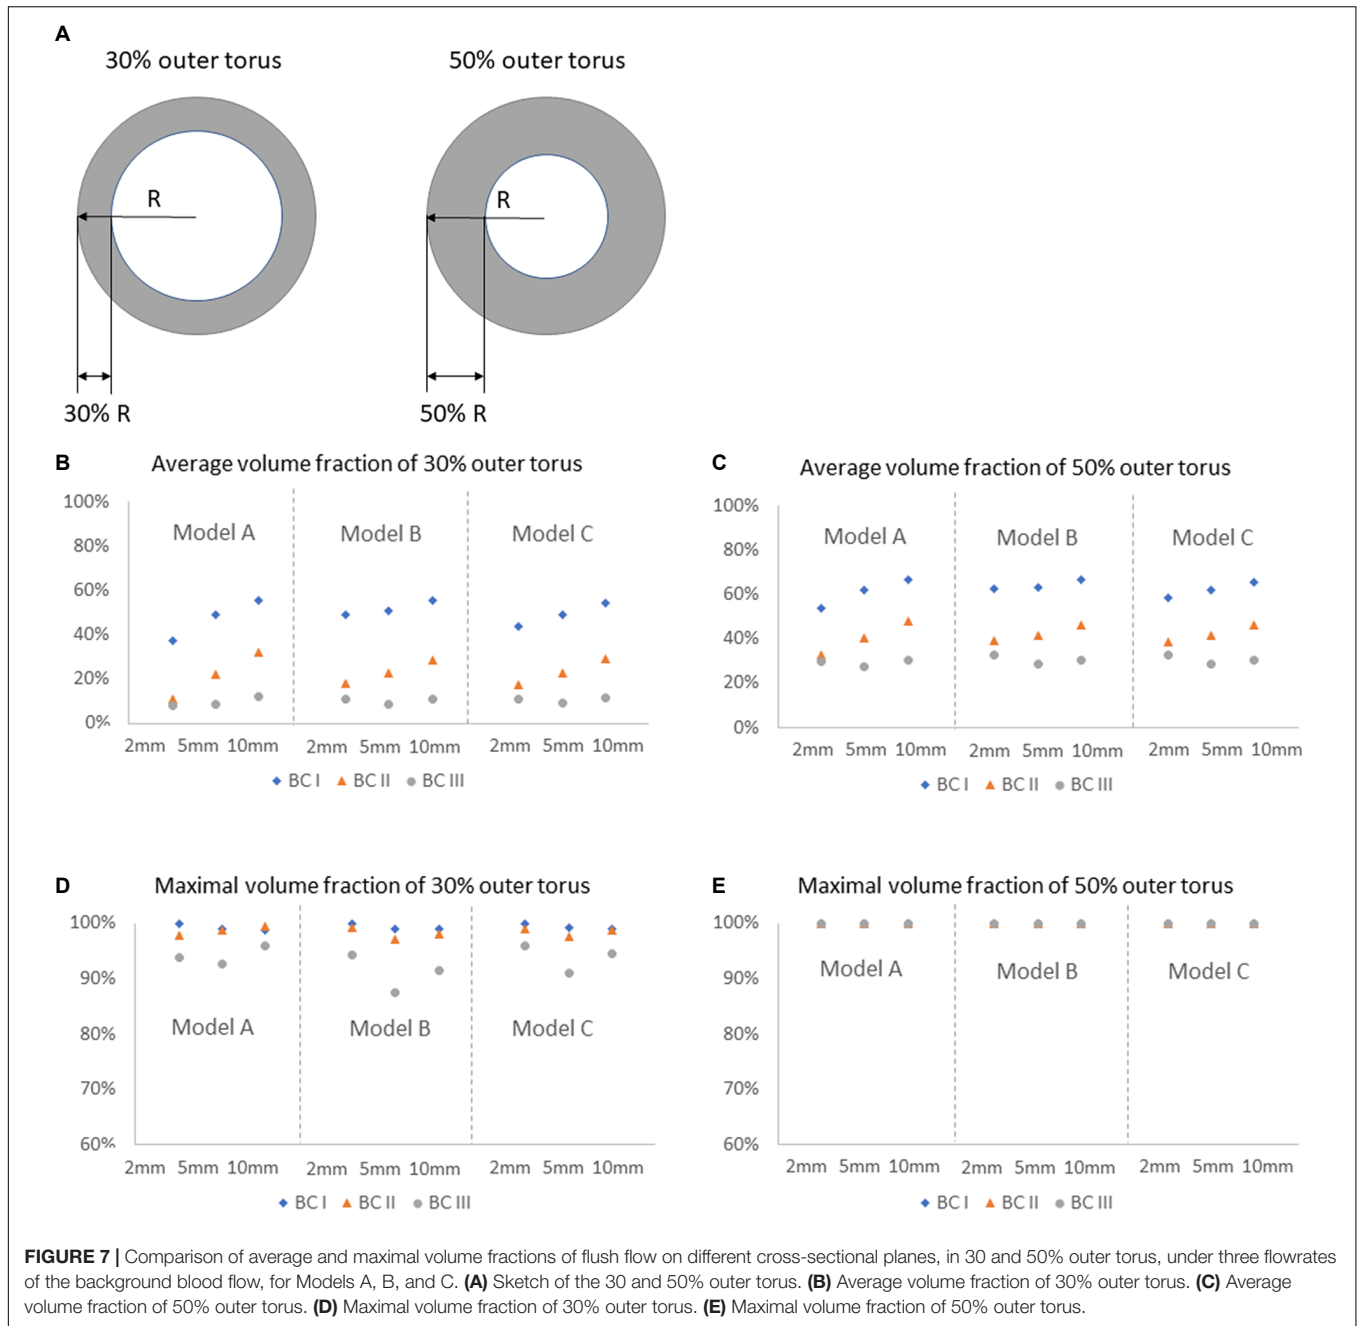 A
30% outer torus
50% outer torus
R
R
30% R
50% R
B
Average volume fraction of 30% outer torus
100%
80%
60%
40%
20%
0%
Model A
Model B
Model C
2mm 5mm 10mm
2mm 5mm 10mm
2mm 5mm 10mm
BC I BC II BC III
C
Average volume fraction of 50% outer torus
100%
80%
60%
40%
20%
0%
Model A
Model B
Model C
2mm 5mm 10mm
2mm 5mm 10mm
2mm 5mm 10mm
BC I BC II BC III
D
Maximal volume fraction of 30% outer torus
100%
90%
80%
70%
60%
Model A
Model B
Model C
2mm 5mm 10mm
2mm 5mm 10mm
2mm 5mm 10mm
BC I BC II BC III
E
Maximal volume fraction of 50% outer torus
100%
90%
80%
70%
60%
Model A
Model B
Model C
2mm 5mm 10mm
2mm 5mm 10mm
2mm 5mm 10mm
BC I BC II BC III
FIGURE 7 | Comparison of average and maximal volume fractions of flush flow on different cross-sectional planes, in 30 and 50% outer torus, under three flowrates
of the background blood flow, for Models A, B, and C. (A) Sketch of the 30 and 50% outer torus. (B) Average volume fraction of 30% outer torus. (C) Average
volume fraction of 50% outer torus. (D) Maximal volume fraction of 30% outer torus. (E) Maximal volume fraction of 50% outer torus.